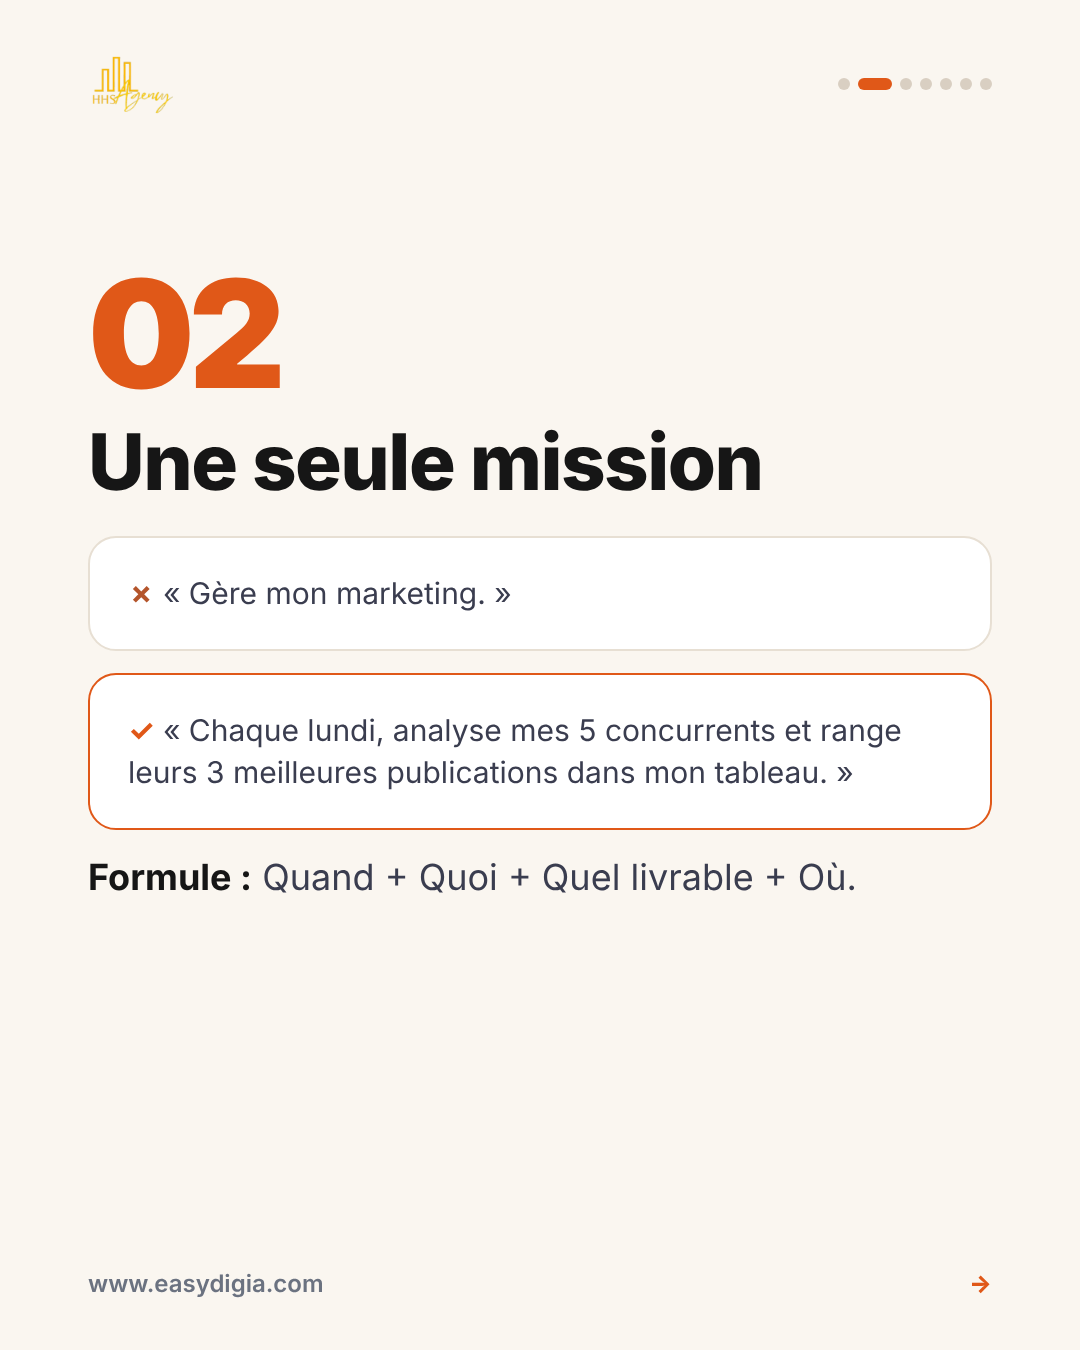 HHS Agency
02
Une seule mission
× « Gère mon marketing. »
✓ « Chaque lundi, analyse mes 5 concurrents et range
leurs 3 meilleures publications dans mon tableau. »
Formule : Quand + Quoi + Quel livrable + Où.
www.easydigia.com →